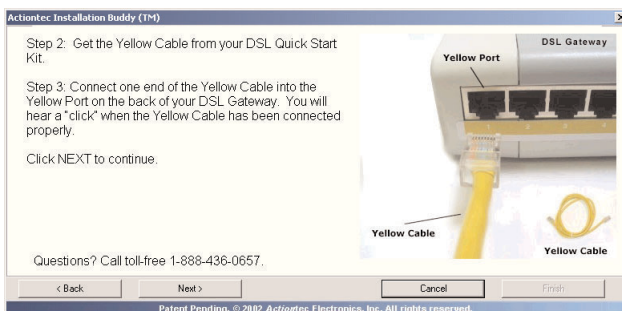 Actiontec Installation Buddy (TM)
Step 2: Get the Yellow Cable from your DSL Quick Start
Kit.
Step 3: Connect one end of the Yellow Cable into the
Yellow Port on the back of your DSL Gateway. You will
hear a "click" when the Yellow Cable has been connected
properly.
Click NEXT to continue.
Questions? Call toll-free 1-888-436-0657.
DSL Gateway
Yellow Port
1 2 3 4
Yellow Cable
Yellow Cable
< Back
Next >
Cancel
Finish
Patent Pending. © 2002 Actiontec Electronics, Inc. All rights reserved.